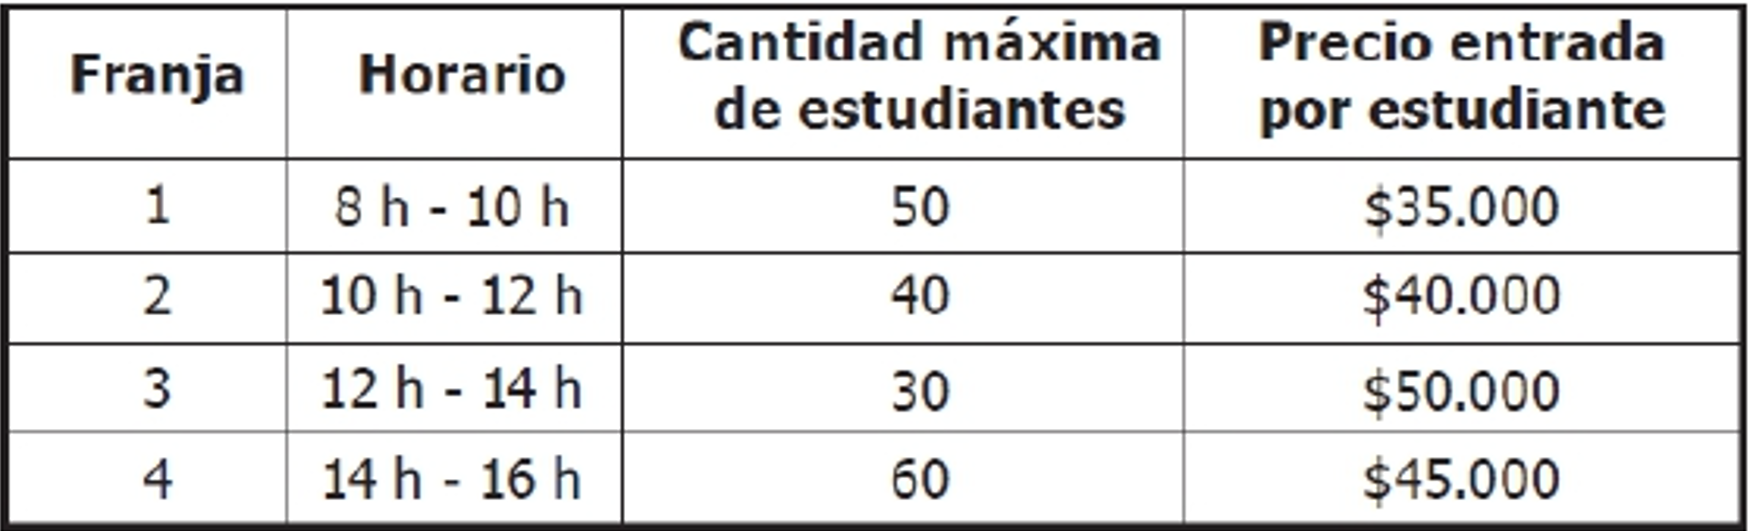 Franja Horario Cantidad máxima de estudiantes Precio entrada por estudiante
1 8 h - 10 h 50 $35.000
2 10 h - 12 h 40 $40.000
3 12 h - 14 h 30 $50.000
4 14 h - 16 h 60 $45.000